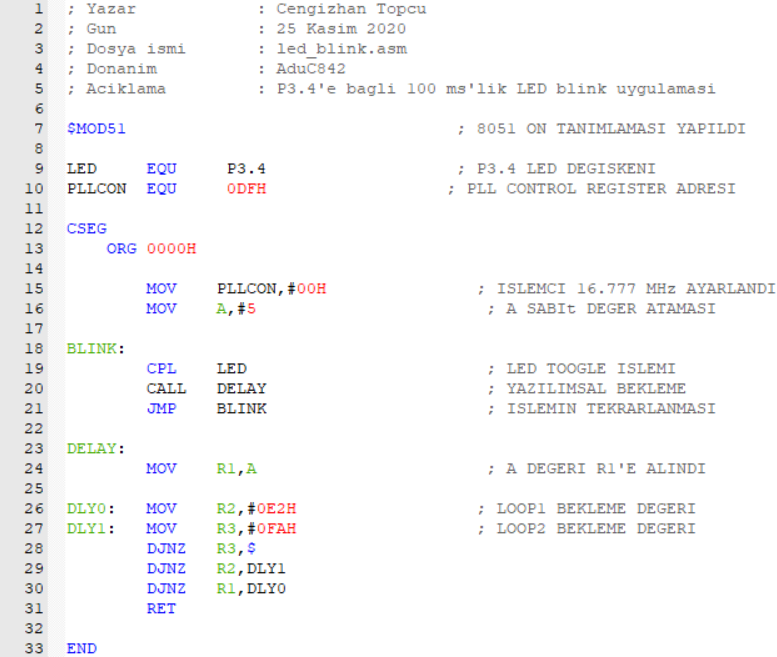 1 ; Yazar : Cengizhan Topcu
2 ; Gun : 25 Kasim 2020
3 ; Dosya ismi : led_blink.asm
4 ; Donanim : AduC842
5 ; Aciklama : P3.4'e bagli 100 ms'lik LED blink uygulamasi
6
7 $MOD51 ; 8051 ON TANIMLAMASI YAPILDI
8
9 LED EQU P3.4 ; P3.4 LED DEGISKENI
10 PLLCON EQU 0DFH ; PLL CONTROL REGISTER ADRESI
11
12 CSEG
13 ORG 0000H
14
15 MOV PLLCON,#00H ; ISLEMCI 16.777 MHz AYARLANDI
16 MOV A,#5 ; A SABIt DEGER ATAMASI
17
18 BLINK:
19 CPL LED ; LED TOOGLE ISLEMI
20 CALL DELAY ; YAZILIMSAL BEKLEME
21 JMP BLINK ; ISLEMIN TEKRARLANMASI
22
23 DELAY:
24 MOV R1,A ; A DEGERI R1'E ALINDI
25
26 DLY0: MOV R2,#0E2H ; LOOP1 BEKLEME DEGERI
27 DLY1: MOV R3,#0FAH ; LOOP2 BEKLEME DEGERI
28 DJNZ R3,$
29 DJNZ R2,DLY1
30 DJNZ R1,DLY0
31 RET
32
33 END